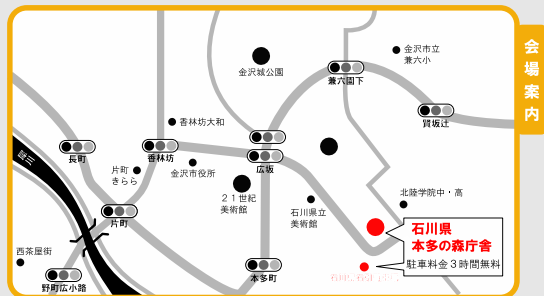 会場案内
金沢市立
兼六小
金沢城公園
兼六園下
賢坂辻
香林坊大和
長町
香林坊
広坂
片町
きらら
金沢市役所
21世紀
美術館
石川県立
美術館
北陸学院中・高
犀川
片町
石川県
本多の森庁舎
駐車料金3時間無料
西茶屋街
野町広小路
本多町